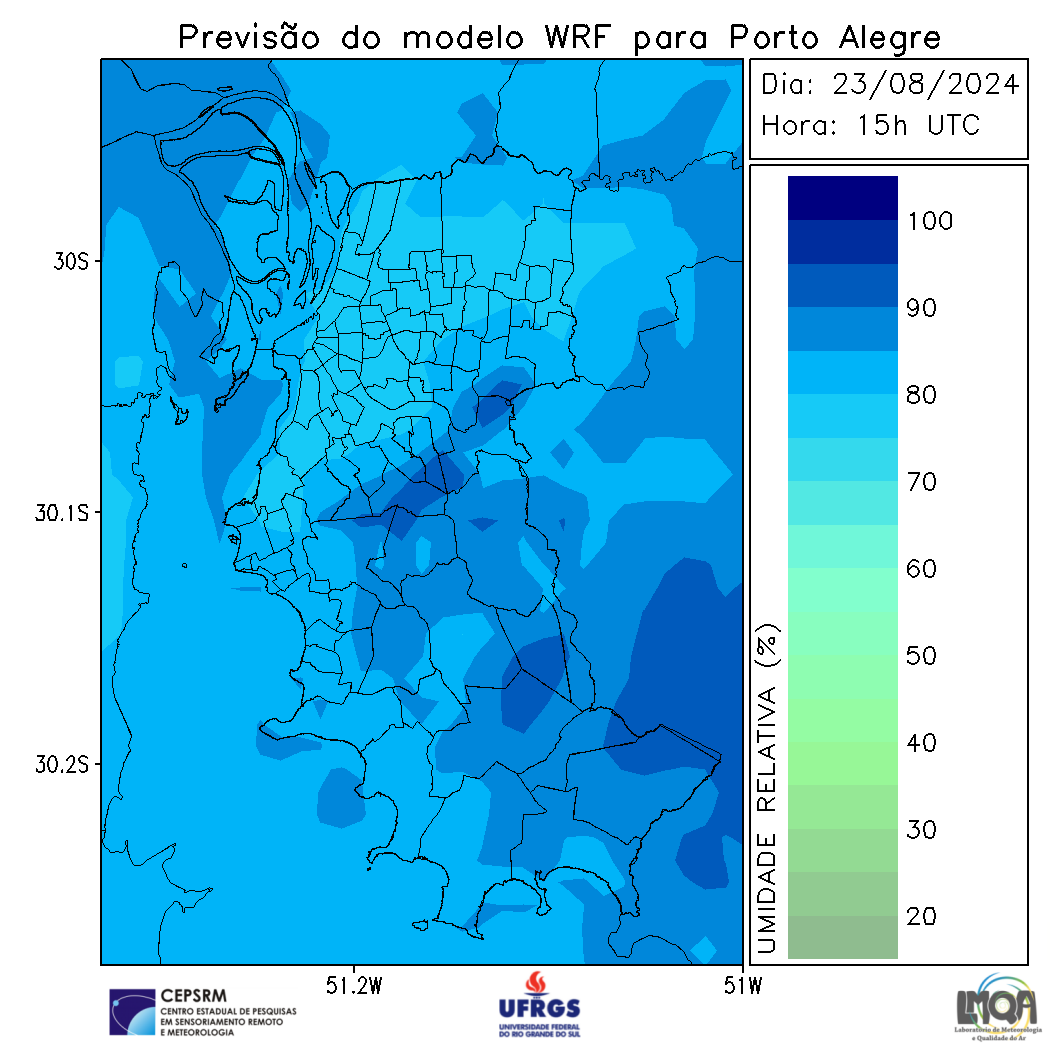 Previsão do modelo WRF para Porto Alegre
Dia: 23/08/2024
Hora: 15h UTC
100
90
80
70
60
50
40
30
20
UMIDADE RELATIVA (%)
30S
30.1S
30.2S
51.2W
51W
CEPSRM
CENTRO ESTADUAL DE PESQUISAS
EM SENSORIAMENTO REMOTO
E METEOROLOGIA
UFRGS
UNIVERSIDADE FEDERAL
DO RIO GRANDE DO SUL
LMQA
Laboratório de Meteorologia
e Qualidade do Ar